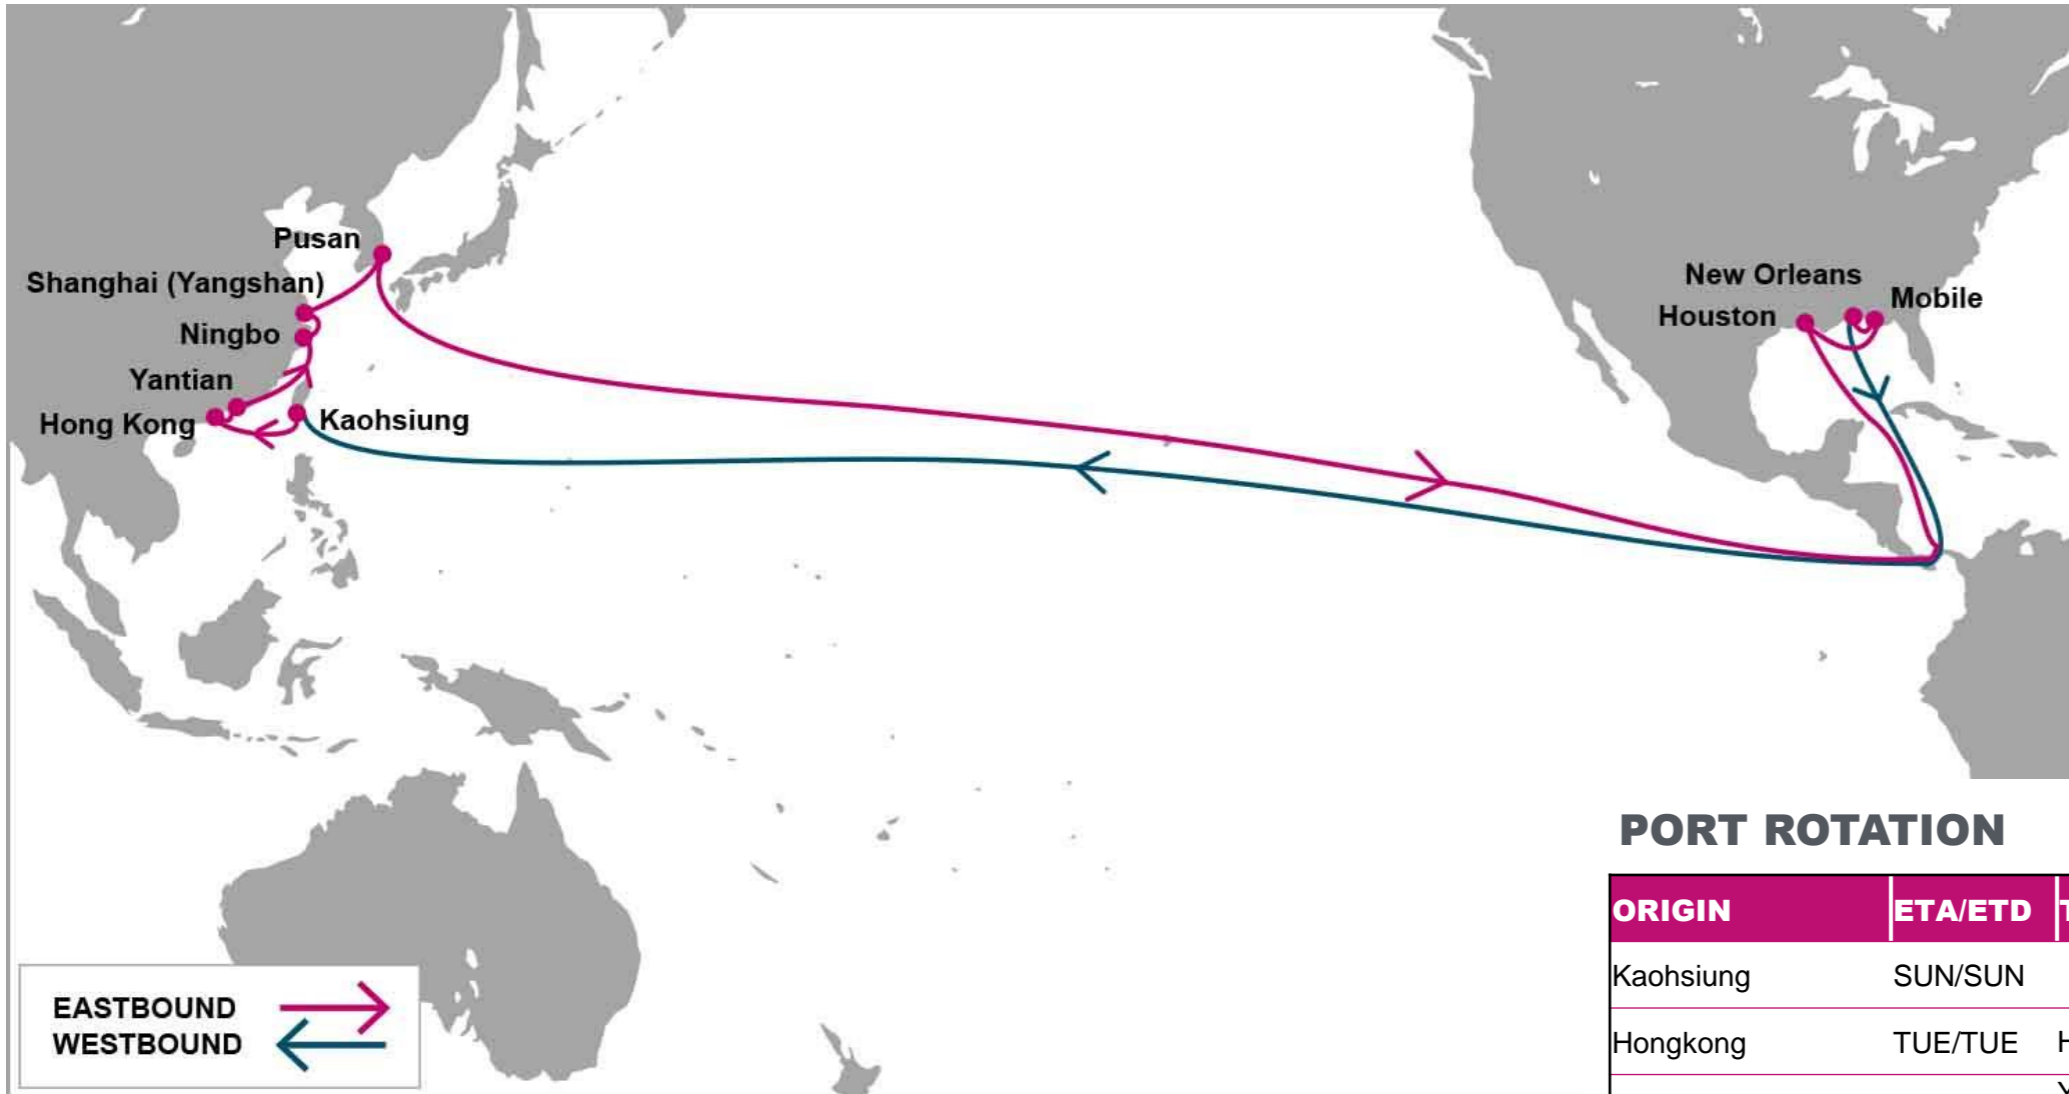 Pusan
Shanghai (Yangshan)
Ningbo
Yantian
Hong Kong
Kaohsiung
New Orleans
Mobile
Houston
EASTBOUND
WESTBOUND
PORT ROTATION
ORIGIN ETA/ETD
Kaohsiung SUN/SUN
Hongkong TUE/TUE